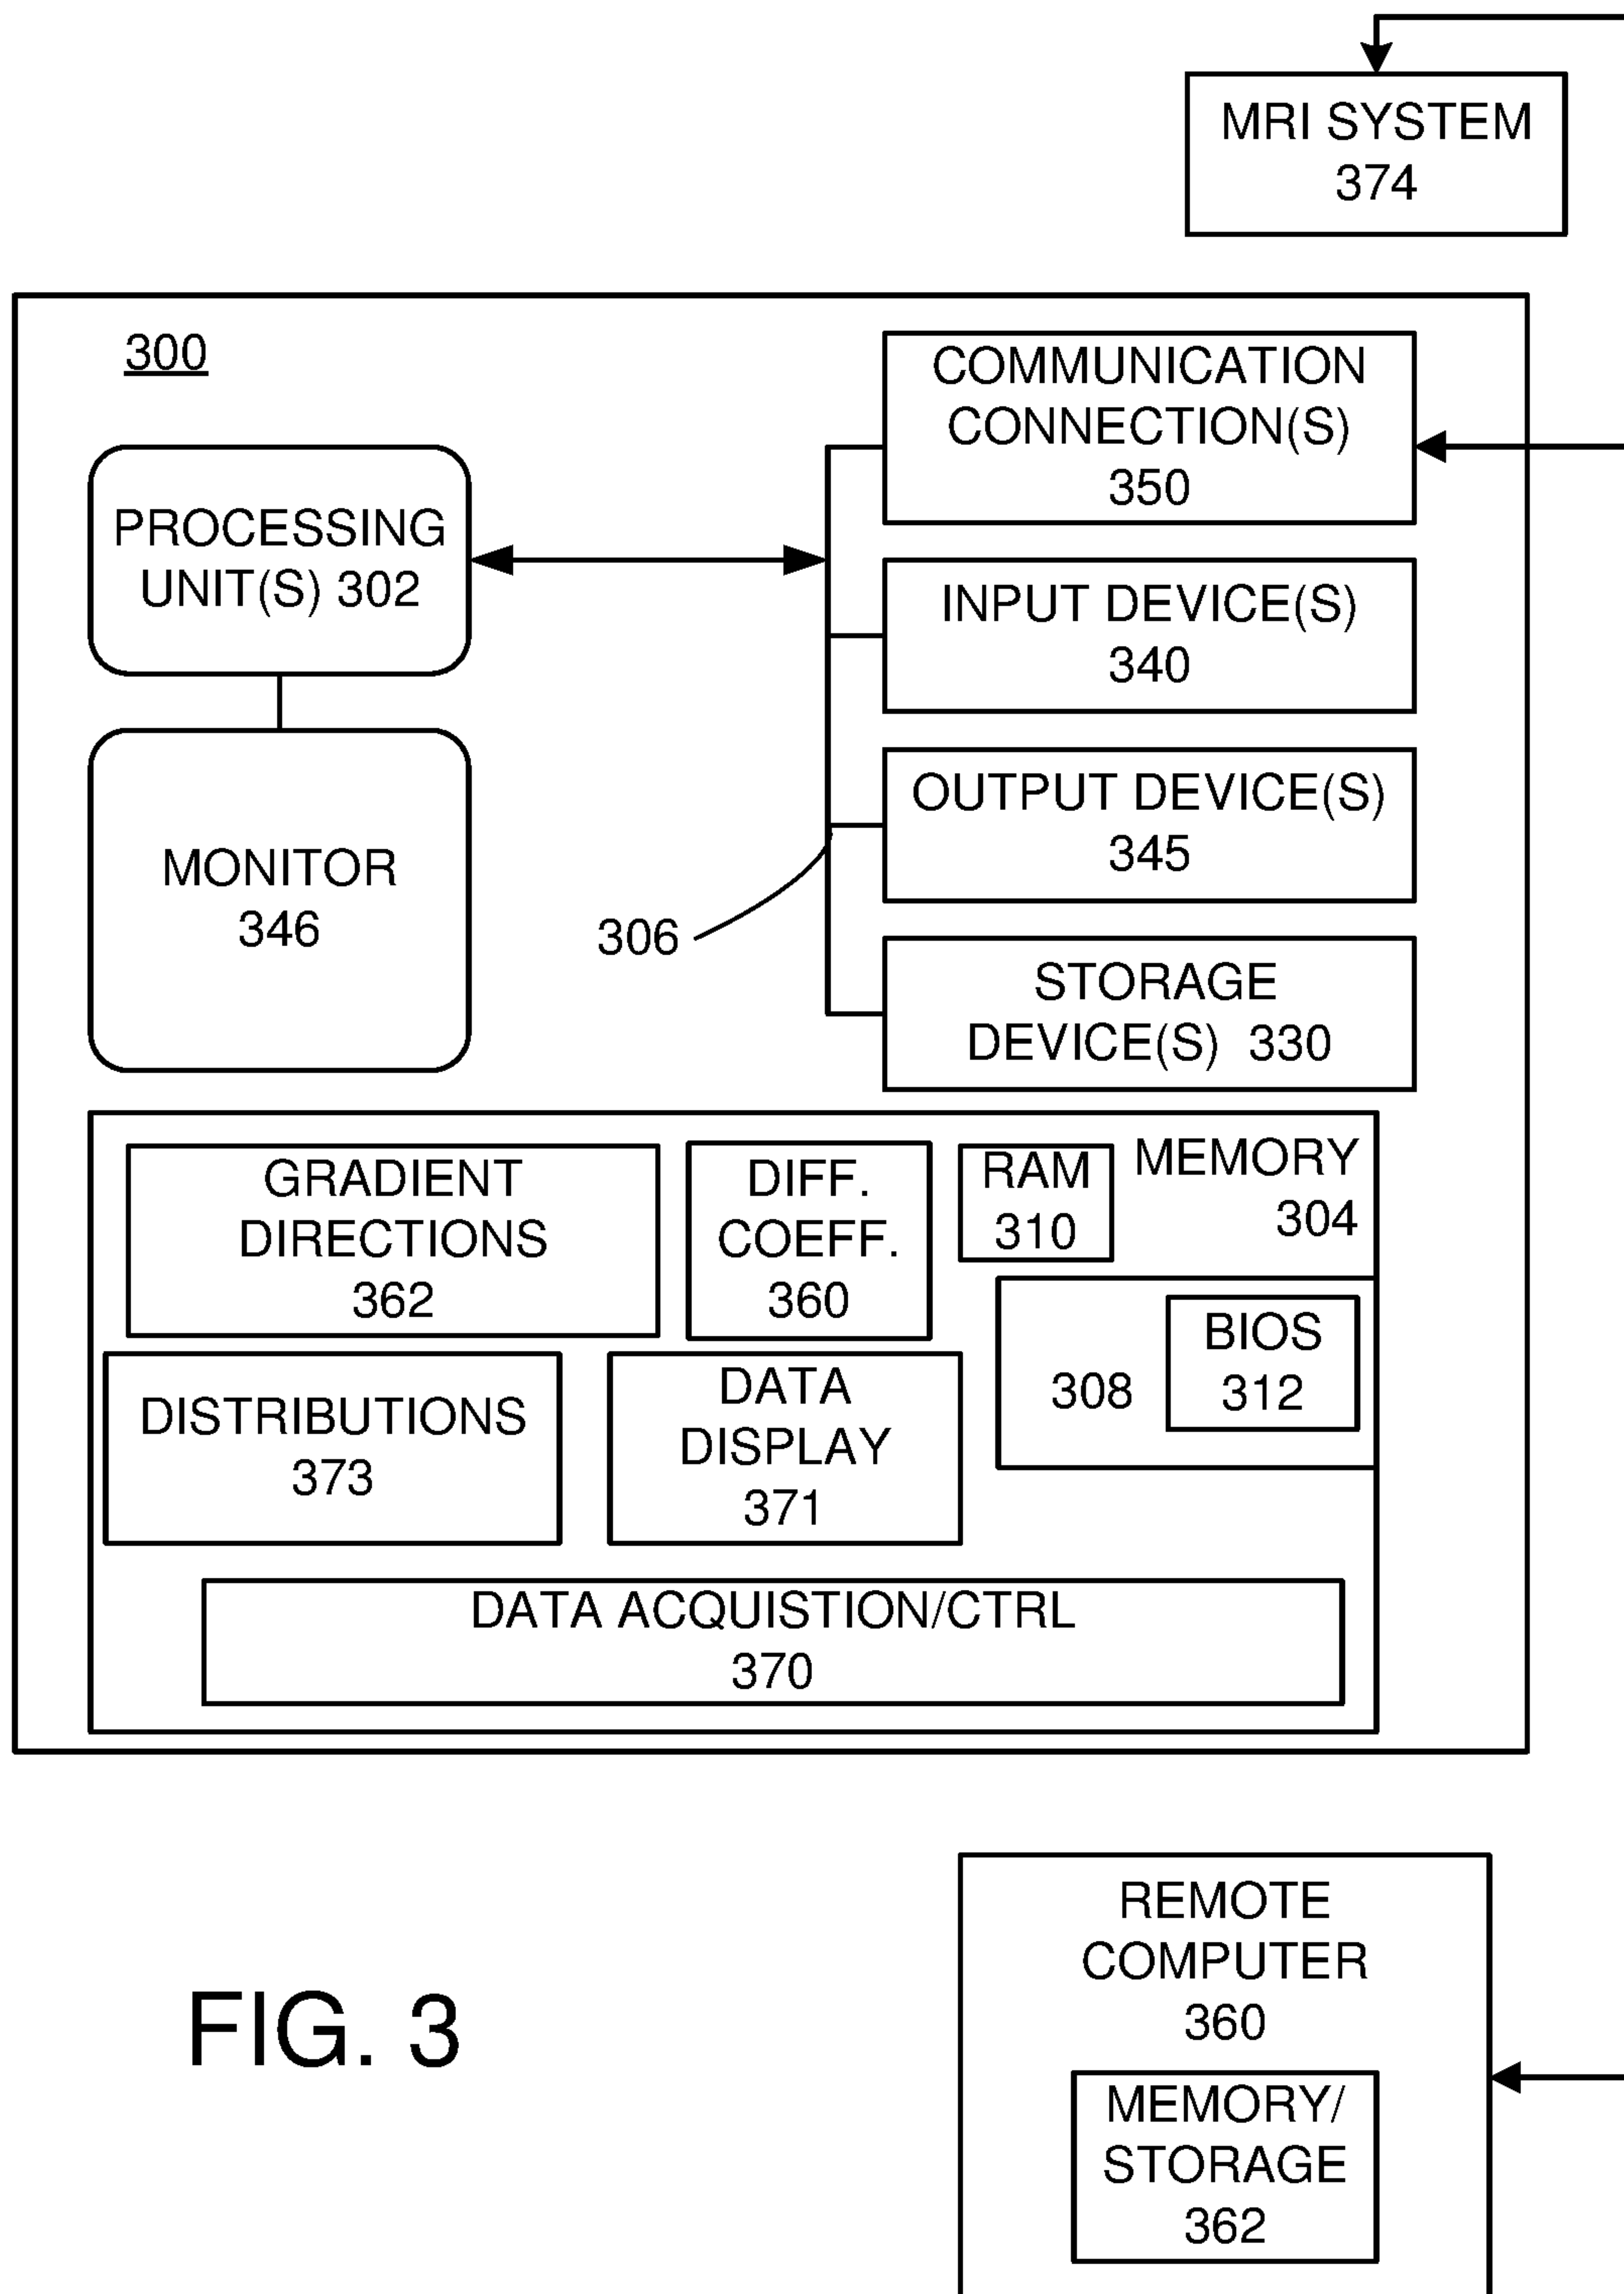 MRI SYSTEM
374
300
COMMUNICATION
CONNECTION(S)
350
PROCESSING
UNIT(S) 302
INPUT DEVICE(S)
340
MONITOR
346
OUTPUT DEVICE(S)
345
306
STORAGE
DEVICE(S) 330
GRADIENT
DIRECTIONS
362
DIFF.
COEFF.
360
RAM
310
MEMORY
304
308
BIOS
312
DISTRIBUTIONS
373
DATA
DISPLAY
371
DATA ACQUISTION/CTRL
370
REMOTE
COMPUTER
360
MEMORY/
STORAGE
362
FIG. 3